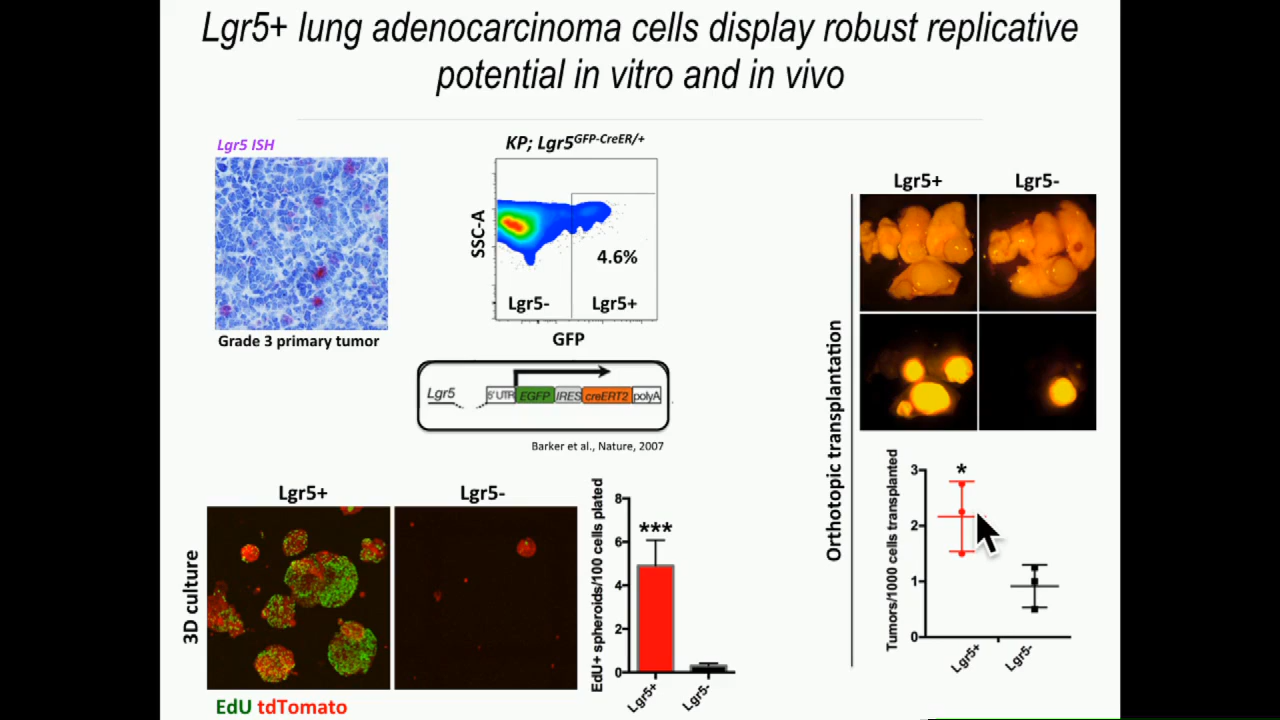 Lgr5+ lung adenocarcinoma cells display robust replicative
potential in vitro and in vivo
Lgr5 ISH
Grade 3 primary tumor
KP; Lgr5GFP-CreER/+
SSC-A
4.6%
Lgr5-
Lgr5+
GFP
Lgr5
5' UTR
EGFP
IRES
creERT2
polyA
Barker et al., Nature, 2007
3D culture
Lgr5+
Lgr5-
EdU tdTomato
EdU+ spheroids/100 cells plated
8
6
4
2
0
***
Lgr5+
Lgr5-
Orthotopic transplantation
Lgr5+
Lgr5-
Tumors/1000 cells transplanted
3
2
1
0
*
Lgr5+
Lgr5-